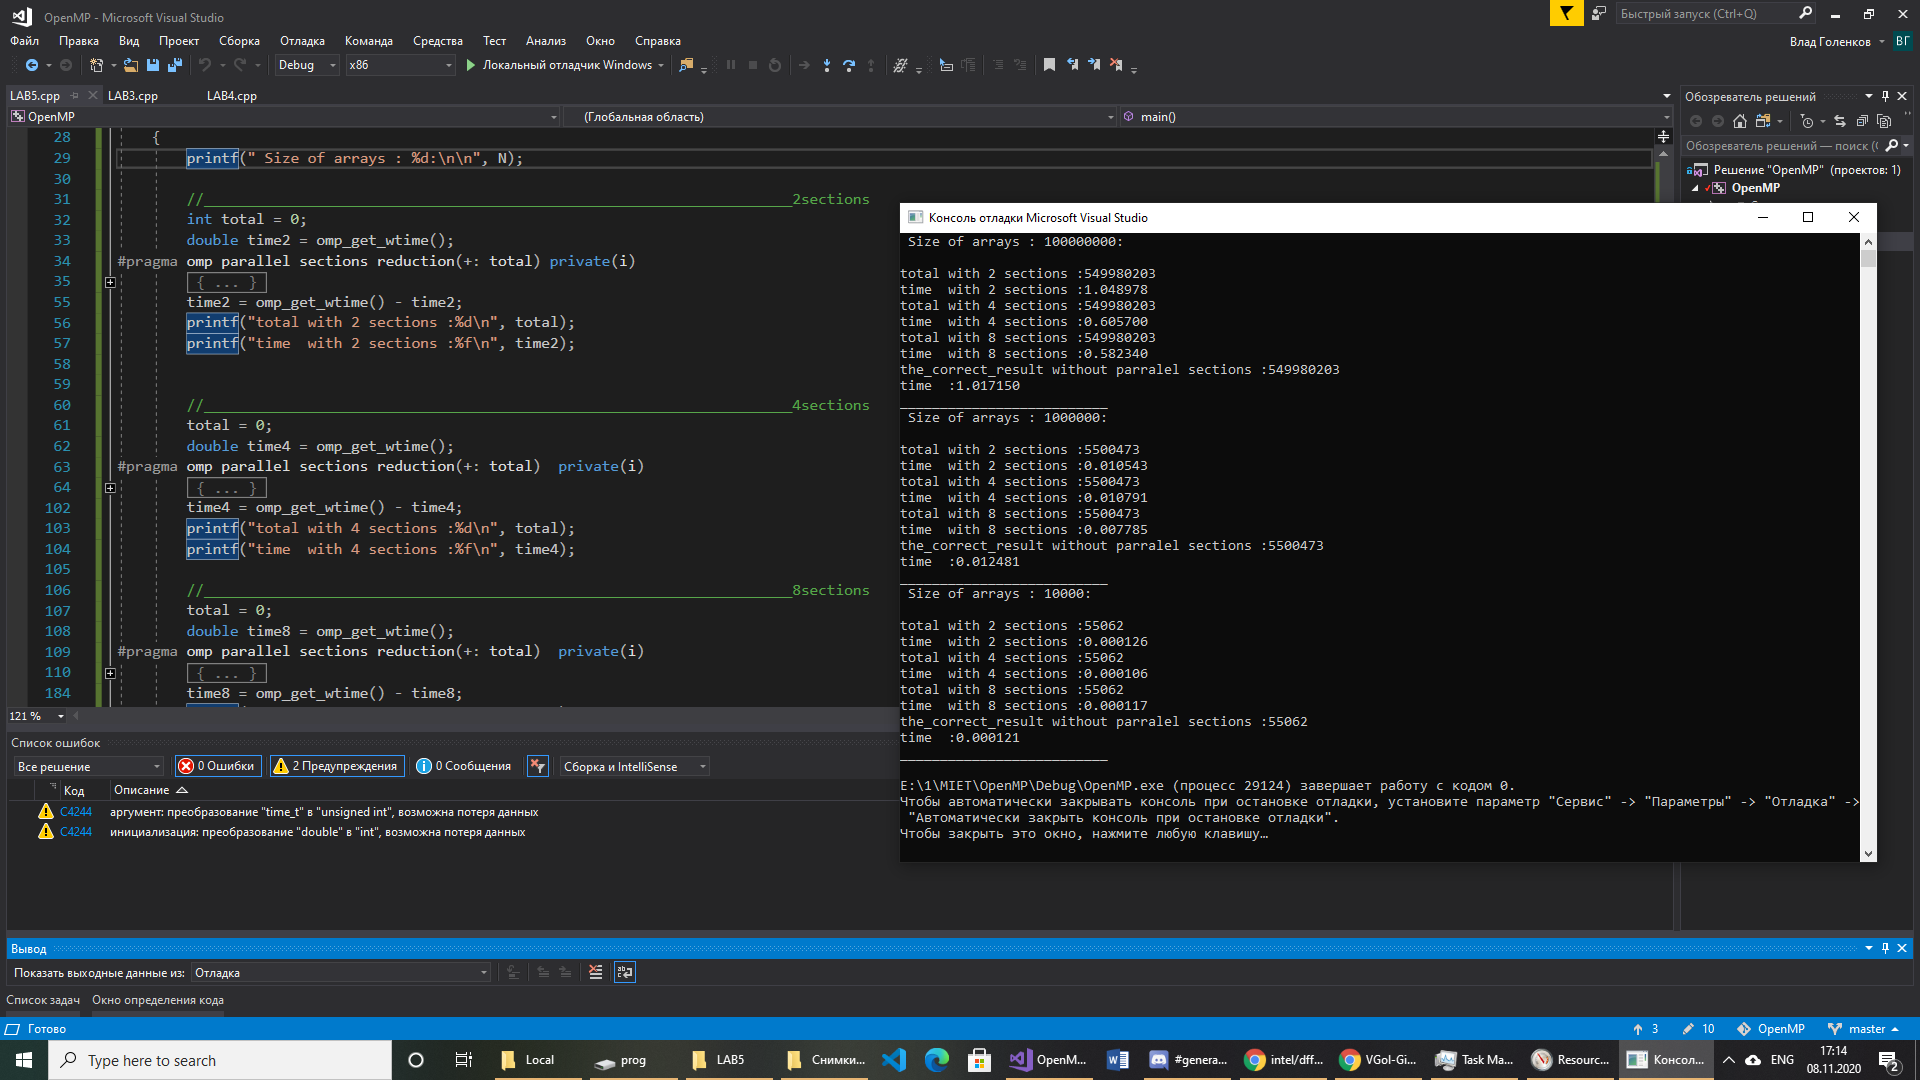 OpenMP - Microsoft Visual Studio
Быстрый запуск (Ctrl+Q)
Файл Правка Вид Проект Сборка Отладка Команда Средства Тест Анализ Окно Справка
Влад Голенков ВГ
Debug x86 Локальный отладчик Windows
LAB5.cpp LAB3.cpp LAB4.cpp
OpenMP (Глобальная область) main()
28 {
29 printf(" Size of arrays : %d:\n\n", N);
30
31 //____________________________________________________________________2sections
32 int total = 0;
33 double time2 = omp_get_wtime();
34 #pragma omp parallel sections reduction(+: total) private(i)
35 { ... }
55 time2 = omp_get_wtime() - time2;
56 printf("total with 2 sections :%d\n", total);
57 printf("time  with 2 sections :%f\n", time2);
58
59
60 //____________________________________________________________________4sections
61 total = 0;
62 double time4 = omp_get_wtime();
63 #pragma omp parallel sections reduction(+: total)  private(i)
64 { ... }
102 time4 = omp_get_wtime() - time4;
103 printf("total with 4 sections :%d\n", total);
104 printf("time  with 4 sections :%f\n", time4);
105
106 //____________________________________________________________________8sections
107 total = 0;
108 double time8 = omp_get_wtime();
109 #pragma omp parallel sections reduction(+: total)  private(i)
110 { ... }
184 time8 = omp_get_wtime() - time8;
121 %
Обозреватель решений
Обозреватель решений — поиск (
Решение "OpenMP" (проектов: 1)
OpenMP
Консоль отладки Microsoft Visual Studio
Size of arrays : 100000000:
total with 2 sections :549980203
time  with 2 sections :1.048978
total with 4 sections :549980203
time  with 4 sections :0.605700
total with 8 sections :549980203
time  with 8 sections :0.582340
the_correct_result without parralel sections :549980203
time  :1.017150
__________________________
Size of arrays : 1000000:
total with 2 sections :5500473
time  with 2 sections :0.010543
total with 4 sections :5500473
time  with 4 sections :0.010791
total with 8 sections :5500473
time  with 8 sections :0.007785
the_correct_result without parralel sections :5500473
time  :0.012481
__________________________
Size of arrays : 10000:
total with 2 sections :55062
time  with 2 sections :0.000126
total with 4 sections :55062
time  with 4 sections :0.000106
total with 8 sections :55062
time  with 8 sections :0.000117
the_correct_result without parralel sections :55062
time  :0.000121
__________________________
E:\1\MIET\OpenMP\Debug\OpenMP.exe (процесс 29124) завершает работу с кодом 0.
Чтобы автоматически закрывать консоль при остановке отладки, установите параметр "Сервис" -> "Параметры" -> "Отладка" ->
"Автоматически закрыть консоль при остановке отладки".
Чтобы закрыть это окно, нажмите любую клавишу…
Список ошибок
Все решение 0 Ошибки 2 Предупреждения 0 Сообщения Сборка и IntelliSense
Код Описание
C4244 аргумент: преобразование "time_t" в "unsigned int", возможна потеря данных
C4244 инициализация: преобразование "double" в "int", возможна потеря данных
Вывод
Показать выходные данные из: Отладка
Список задач Окно определения кода
Готово
3 10 OpenMP master
Type here to search
Local prog LAB5 Снимки... OpenM... #genera... intel/dff... VGol-Gi... Task Ma... Resourc... Консол...
ENG 17:14
08.11.2020
2